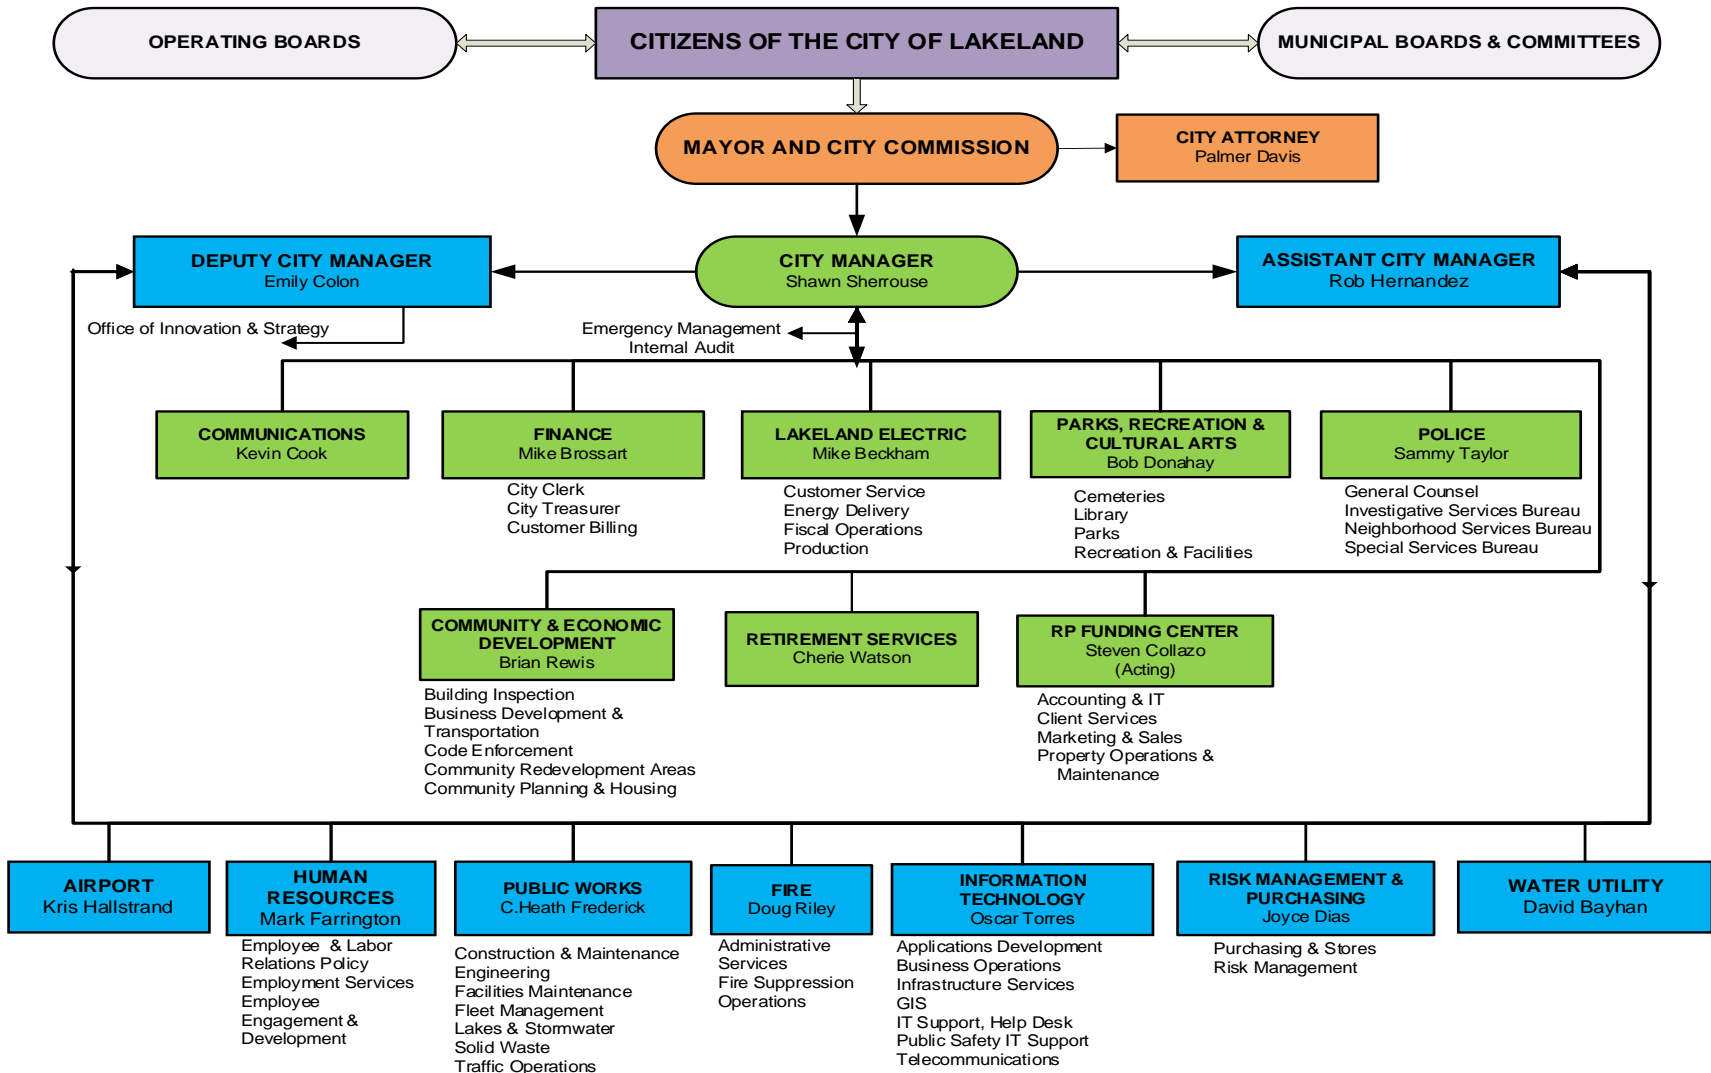 OPERATING BOARDS
CITIZENS OF THE CITY OF LAKELAND
MUNICIPAL BOARDS & COMMITTEES
MAYOR AND CITY COMMISSION
CITY ATTORNEY
Palmer Davis
DEPUTY CITY MANAGER
Emily Colon
CITY MANAGER
Shawn Sherrouse
ASSISTANT CITY MANAGER
Rob Hernandez
Office of Innovation & Strategy
Emergency Management
Internal Audit
COMMUNICATIONS
Kevin Cook
FINANCE
Mike Brossart
City Clerk
City Treasurer
Customer Billing
LAKELAND ELECTRIC
Mike Beckham
Customer Service
Energy Delivery
Fiscal Operations
Production
PARKS, RECREATION &
CULTURAL ARTS
Bob Donahay
Cemeteries
Library
Parks
Recreation & Facilities
POLICE
Sammy Taylor
General Counsel
Investigative Services Bureau
Neighborhood Services Bureau
Special Services Bureau
COMMUNITY & ECONOMIC
DEVELOPMENT
Brian Rewis
Building Inspection
Business Development &
Transportation
Code Enforcement
Community Redevelopment Areas
Community Planning & Housing
RETIREMENT SERVICES
Cherie Watson
RP FUNDING CENTER
Steven Collazo
(Acting)
Accounting & IT
Client Services
Marketing & Sales
Property Operations &
Maintenance
AIRPORT
Kris Hallstrand
HUMAN
RESOURCES
Mark Farrington
Employee & Labor
Relations Policy
Employment Services
Employee
Engagement &
Development
PUBLIC WORKS
C.Heath Frederick
Construction & Maintenance
Engineering
Facilities Maintenance
Fleet Management
Lakes & Stormwater
Solid Waste
Traffic Operations
FIRE
Doug Riley
Administrative
Services
Fire Suppression
Operations
INFORMATION
TECHNOLOGY
Oscar Torres
Applications Development
Business Operations
Infrastructure Services
GIS
IT Support, Help Desk
Public Safety IT Support
Telecommunications
RISK MANAGEMENT &
PURCHASING
Joyce Dias
Purchasing & Stores
Risk Management
WATER UTILITY
David Bayhan